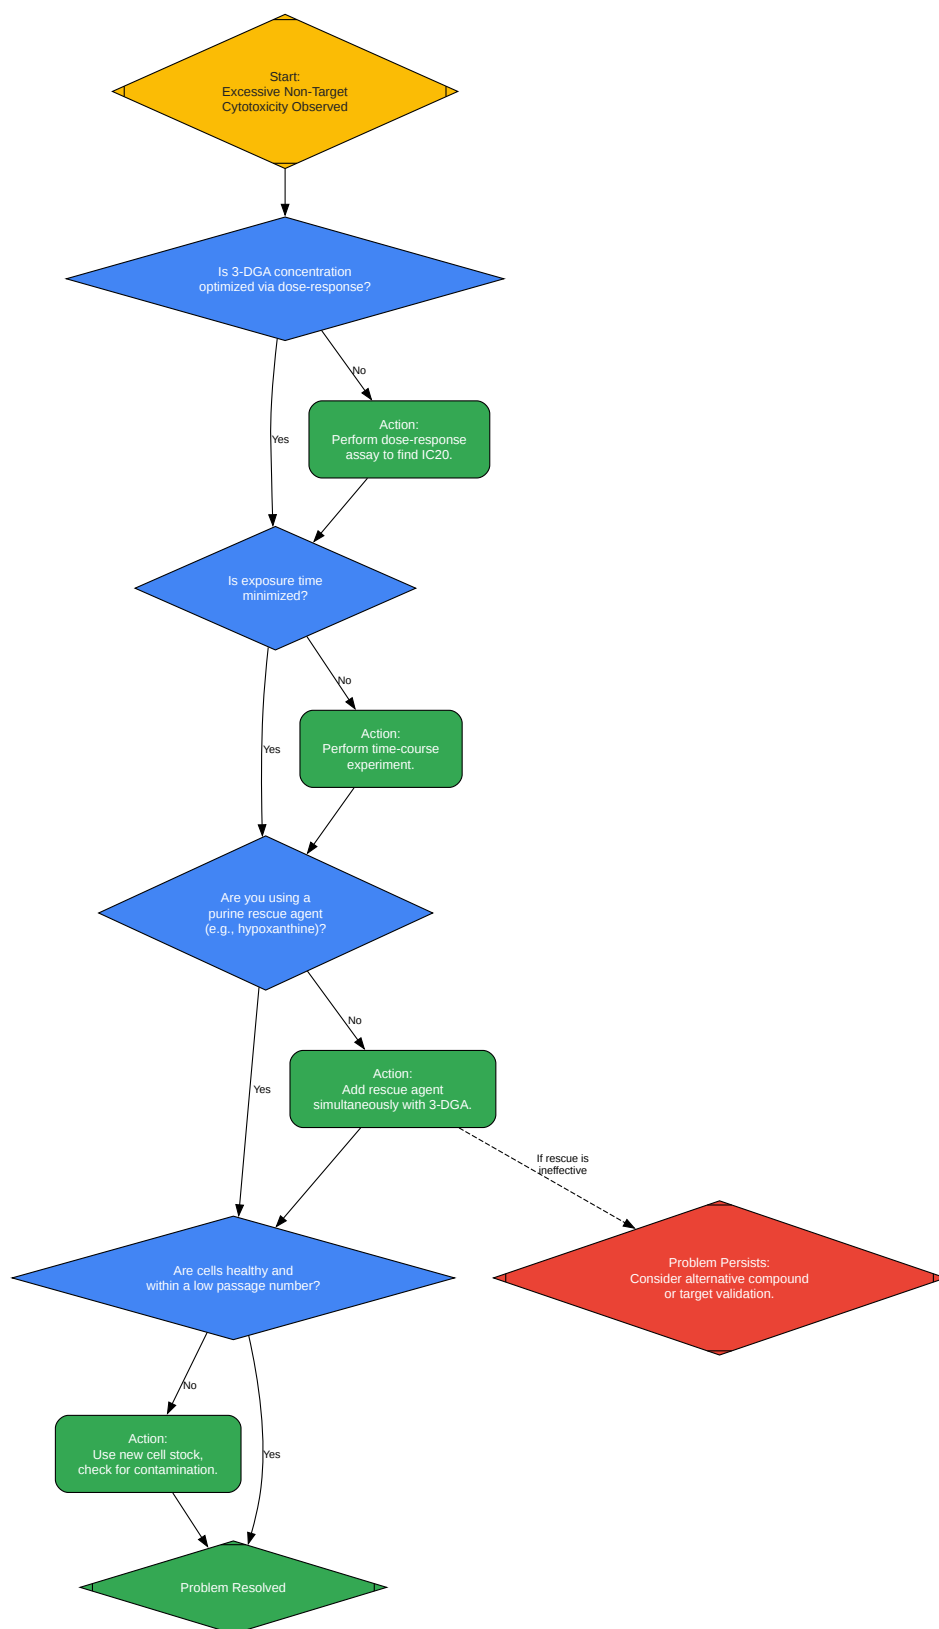 Start:
Excessive Non-Target
Cytotoxicity Observed
Is 3-DGA concentration
optimized via dose-response?
No
Action:
Perform dose-response
assay to find IC20.
Yes
Is exposure time
minimized?
No
Action:
Perform time-course
experiment.
Yes
Are you using a
purine rescue agent
(e.g., hypoxanthine)?
No
Action:
Add rescue agent
simultaneously with 3-DGA.
Yes
If rescue is
ineffective
Are cells healthy and
within a low passage number?
Problem Persists:
Consider alternative compound
or target validation.
No
Action:
Use new cell stock,
check for contamination.
Yes
Problem Resolved